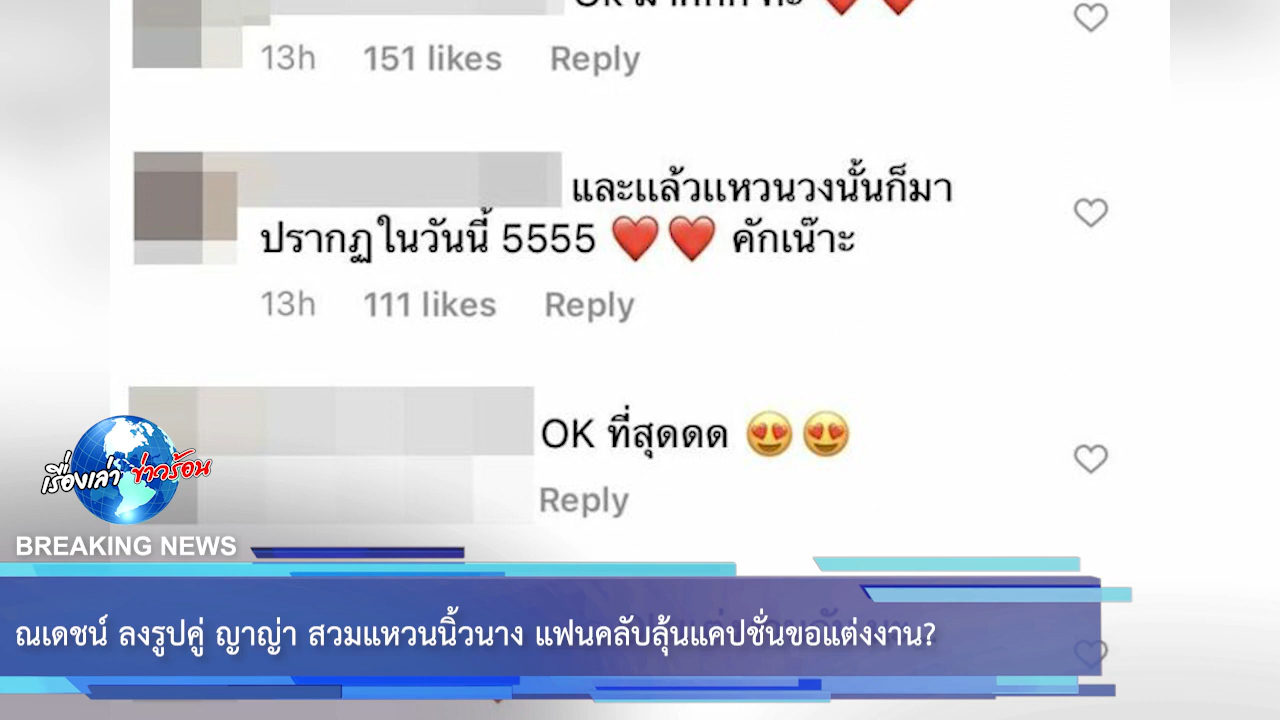 13h 151 likes Reply
และแล้วแหวนวงนั้นก็มา
ปรากฏในวันนี้ 5555 ❤️❤️ คักเน๊าะ
13h 111 likes Reply
OK ที่สุดดด 😍😍
Reply
เรื่องเล่า ข่าวร้อน
BREAKING NEWS
ณเดชน์ ลงรูปคู่ ญาญ่า สวมแหวนนิ้วนาง แฟนคลับลุ้นแคปชั่นขอแต่งงาน?